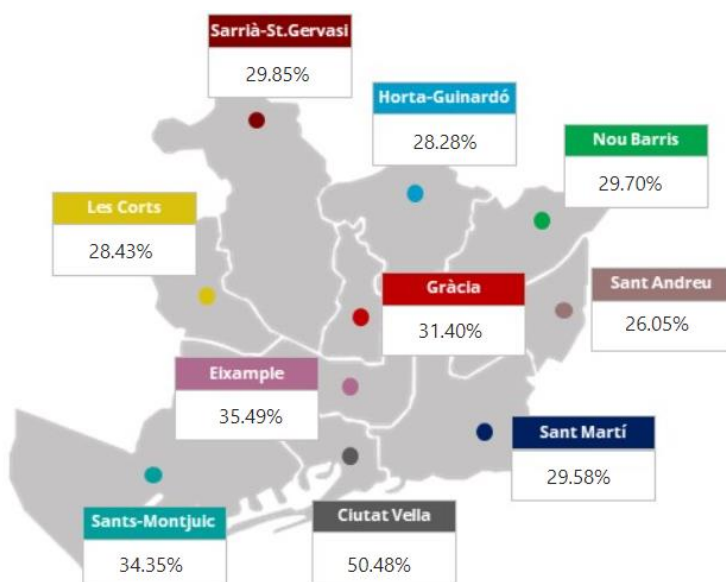 Sarrià-St.Gervasi
29.85%
Horta-Guinardó
28.28%
Nou Barris
29.70%
Les Corts
28.43%
Gràcia
31.40%
Sant Andreu
26.05%
Eixample
35.49%
Sant Martí
29.58%
Sants-Montjuic
34.35%
Ciutat Vella
50.48%